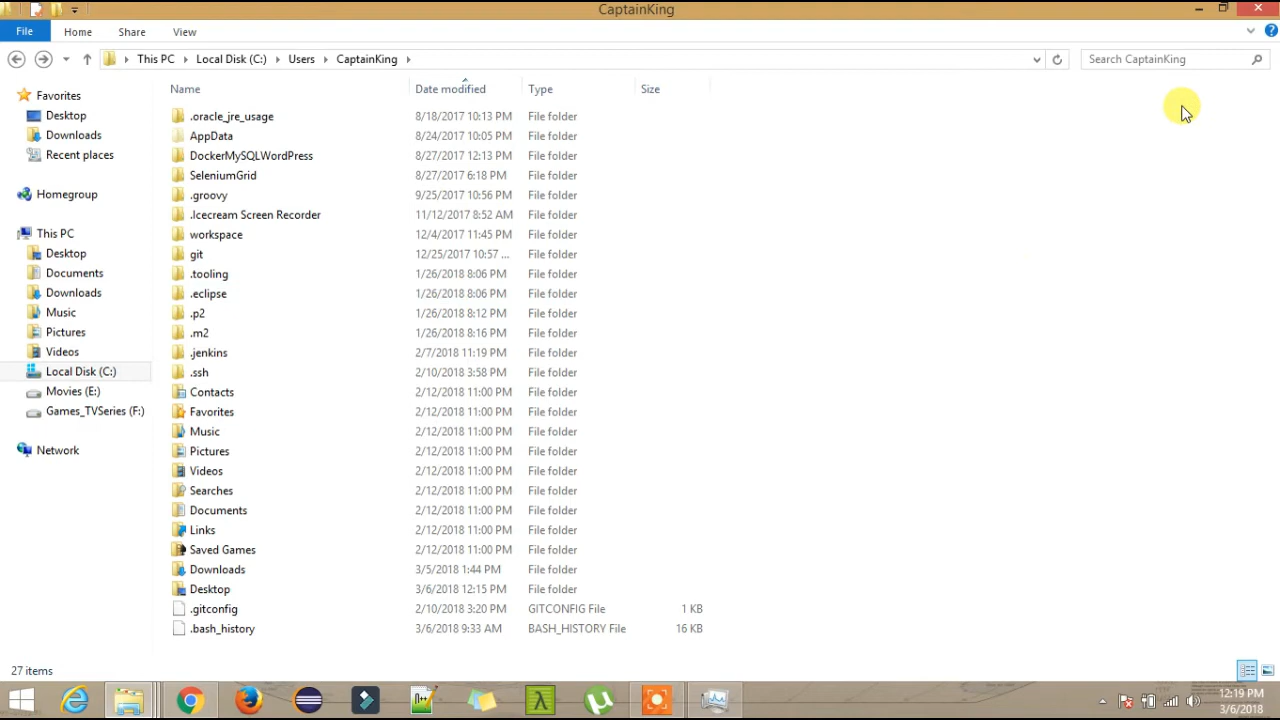 CaptainKing
File Home Share View
This PC Local Disk (C:) Users CaptainKing Search CaptainKing
Name Date modified Type Size
Favorites
Desktop
Downloads
Recent places
Homegroup
This PC
Desktop
Documents
Downloads
Music
Pictures
Videos
Local Disk (C:)
Movies (E:)
Games_TVSeries (F:)
Network
.oracle_jre_usage 8/18/2017 10:13 PM File folder
AppData 8/24/2017 10:05 PM File folder
DockerMySQLWordPress 8/27/2017 12:13 PM File folder
SeleniumGrid 8/27/2017 6:18 PM File folder
.groovy 9/25/2017 10:56 PM File folder
.Icecream Screen Recorder 11/12/2017 8:52 AM File folder
workspace 12/4/2017 11:45 PM File folder
git 12/25/2017 10:57 ... File folder
.tooling 1/26/2018 8:06 PM File folder
.eclipse 1/26/2018 8:06 PM File folder
.p2 1/26/2018 8:12 PM File folder
.m2 1/26/2018 8:16 PM File folder
.jenkins 2/7/2018 11:19 PM File folder
.ssh 2/10/2018 3:58 PM File folder
Contacts 2/12/2018 11:00 PM File folder
Favorites 2/12/2018 11:00 PM File folder
Music 2/12/2018 11:00 PM File folder
Pictures 2/12/2018 11:00 PM File folder
Videos 2/12/2018 11:00 PM File folder
Searches 2/12/2018 11:00 PM File folder
Documents 2/12/2018 11:00 PM File folder
Links 2/12/2018 11:00 PM File folder
Saved Games 2/12/2018 11:00 PM File folder
Downloads 3/5/2018 1:44 PM File folder
Desktop 3/6/2018 12:15 PM File folder
.gitconfig 2/10/2018 3:20 PM GITCONFIG File 1 KB
.bash_history 3/6/2018 9:33 AM BASH_HISTORY File 16 KB
27 items
12:19 PM
3/6/2018